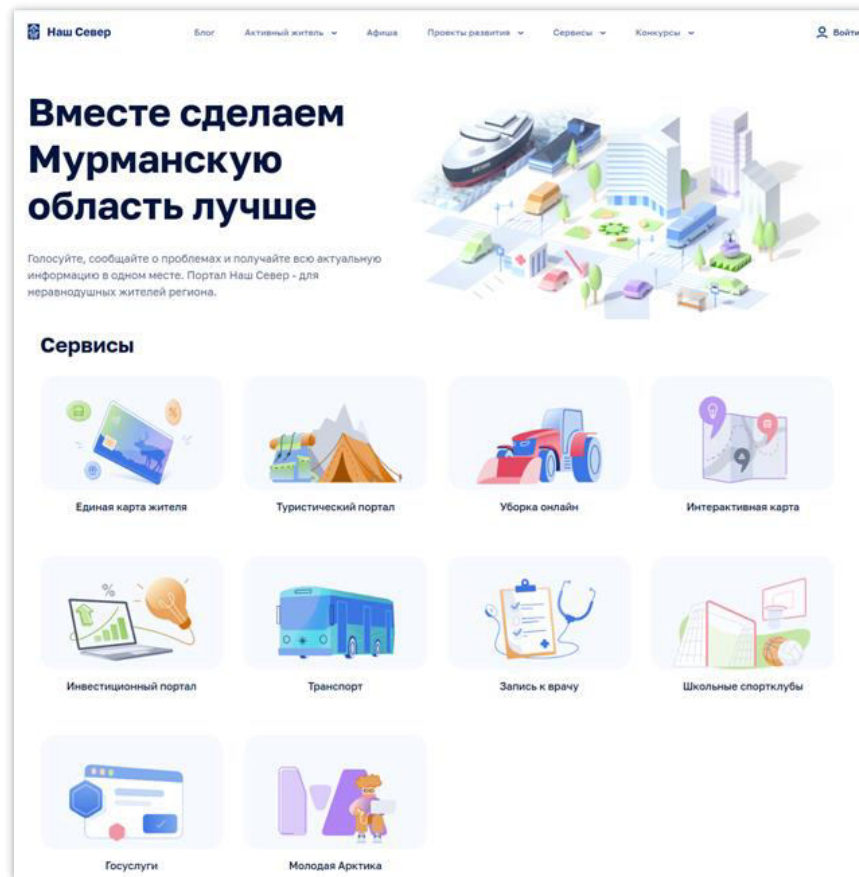 Наш Север
Блог
Активный житель
Афиша
Проекты развития
Сервисы
Конкурсы
Войти
Вместе сделаем
Мурманскую
область лучше
Голосуйте, сообщайте о проблемах и получайте всю актуальную
информацию в одном месте. Портал Наш Север - для
неравнодушных жителей региона.
Сервисы
Единая карта жителя
Туристический портал
Уборка онлайн
Интерактивная карта
Инвестиционный портал
Транспорт
Запись к врачу
Школьные спортклубы
Госуслуги
Молодая Арктика